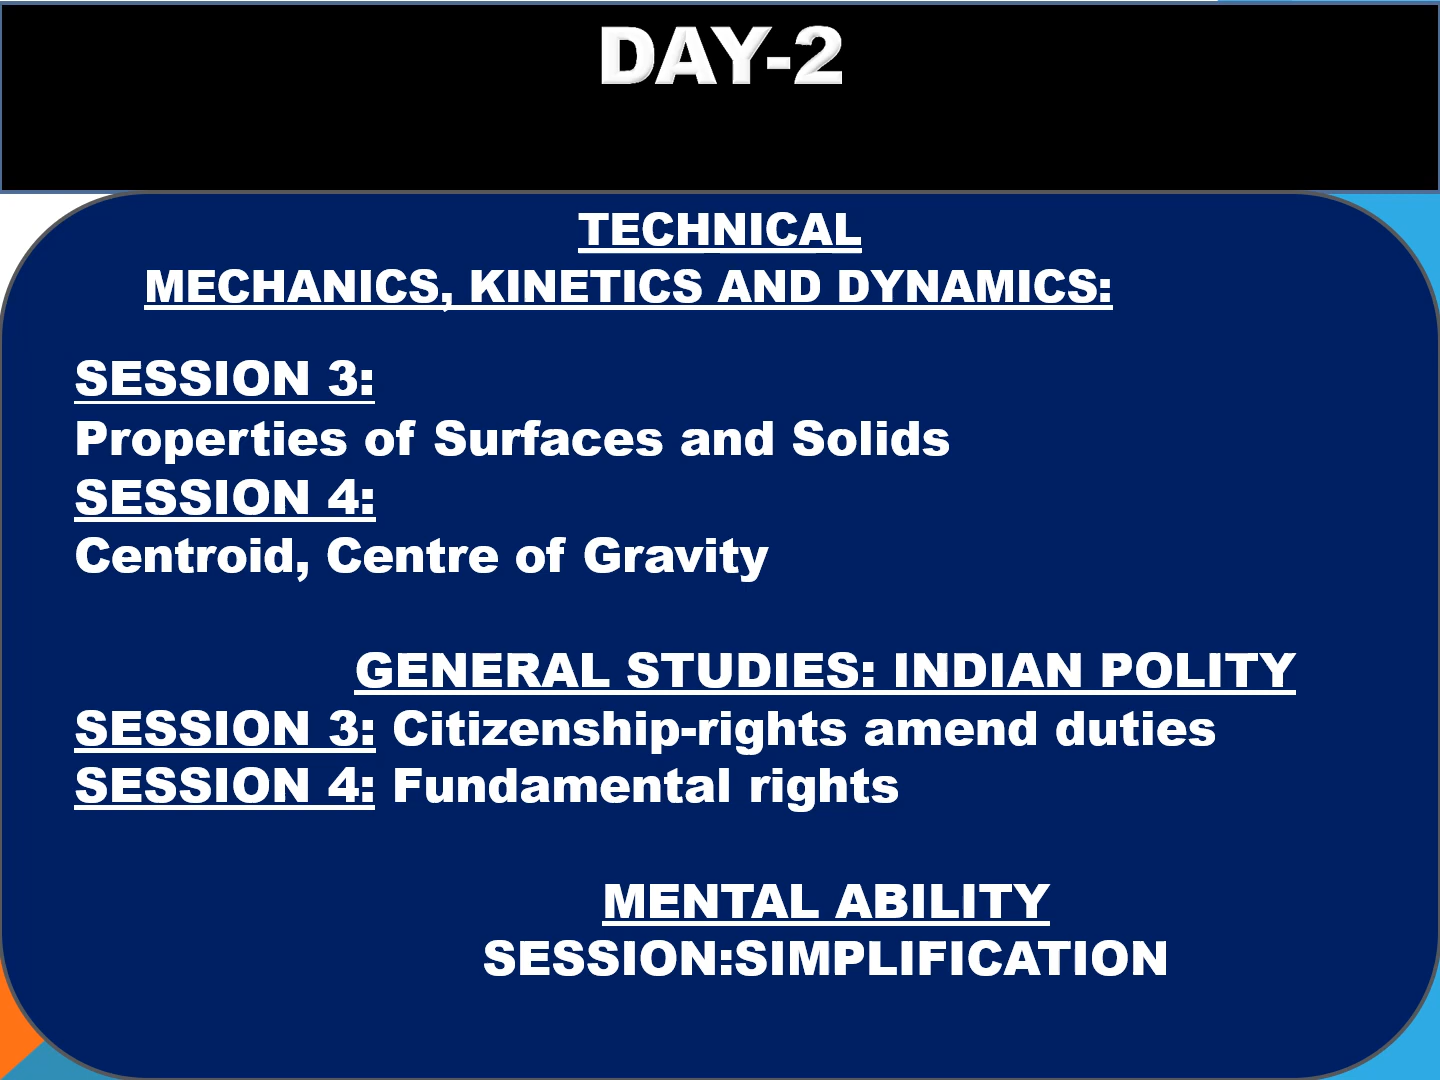 DAY-2
TECHNICAL
MECHANICS, KINETICS AND DYNAMICS:
SESSION 3:
Properties of Surfaces and Solids
SESSION 4:
Centroid, Centre of Gravity
GENERAL STUDIES: INDIAN POLITY
SESSION 3: Citizenship-rights amend duties
SESSION 4: Fundamental rights
MENTAL ABILITY
SESSION:SIMPLIFICATION